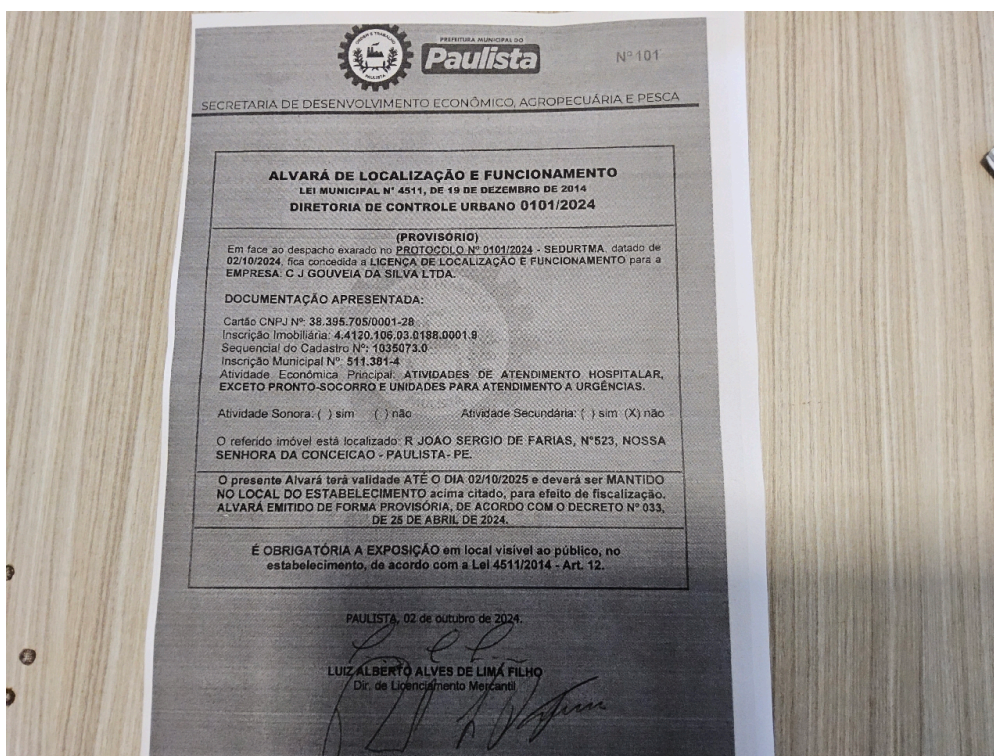 ORDEM E TRABALHO
PAULISTA
PREFEITURA MUNICIPAL DO
Paulista
Nº 101
SECRETARIA DE DESENVOLVIMENTO ECONÔMICO, AGROPECUÁRIA E PESCA
ALVARÁ DE LOCALIZAÇÃO E FUNCIONAMENTO
LEI MUNICIPAL Nº 4511, DE 19 DE DEZEMBRO DE 2014
DIRETORIA DE CONTROLE URBANO 0101/2024
(PROVISÓRIO)
Em face ao despacho exarado no PROTOCOLO Nº 0101/2024 - SEDURTMA, datado de
02/10/2024, fica concedida a LICENÇA DE LOCALIZAÇÃO E FUNCIONAMENTO para a
EMPRESA: C J GOUVEIA DA SILVA LTDA.
DOCUMENTAÇÃO APRESENTADA:
Cartão CNPJ Nº: 38.395.705/0001-28
Inscrição Imobiliária: 4.4120.106.03.0188.0001.9
Sequencial do Cadastro Nº: 1035073.0
Inscrição Municipal Nº: 511.381-4
Atividade Econômica Principal: ATIVIDADES DE ATENDIMENTO HOSPITALAR,
EXCETO PRONTO-SOCORRO E UNIDADES PARA ATENDIMENTO A URGÊNCIAS.
Atividade Sonora: ( ) sim ( ) não Atividade Secundária: ( ) sim (X) não
O referido imóvel está localizado: R JOAO SERGIO DE FARIAS, Nº523, NOSSA
SENHORA DA CONCEICAO - PAULISTA- PE.
O presente Alvará terá validade ATÉ O DIA 02/10/2025 e deverá ser MANTIDO
NO LOCAL DO ESTABELECIMENTO acima citado, para efeito de fiscalização.
ALVARÁ EMITIDO DE FORMA PROVISÓRIA, DE ACORDO COM O DECRETO Nº 033,
DE 25 DE ABRIL DE 2024.
É OBRIGATÓRIA A EXPOSIÇÃO em local visível ao público, no
estabelecimento, de acordo com a Lei 4511/2014 - Art. 12.
PAULISTA, 02 de outubro de 2024.
LUIZ ALBERTO ALVES DE LIMA FILHO
Dir. de Licenciamento Mercantil